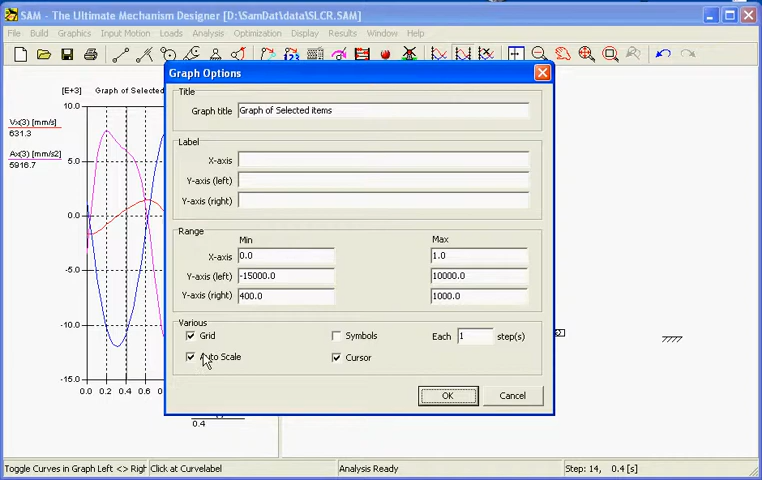 SAM - The Ultimate Mechanism Designer [D:\SamDat\data\SLCR.SAM]
File Build Graphics Input Motion Loads Analysis Optimization Display Results Window Help
123
[E+3] Graph of Selected
10.0
Vx(3) [mm/s]
631.3
Ax(3) [mm/s2]
5916.7
5.0
0.0
-5.0
-10.0
-15.0
0.0 0.2 0.4 0.6 0.8 1.0
0.4
Graph Options
Title
Graph title Graph of Selected items
Label
X-axis
Y-axis (left)
Y-axis (right)
Range
Min Max
X-axis 0.0 1.0
Y-axis (left) -15000.0 10000.0
Y-axis (right) 400.0 1000.0
Various
Grid Symbols Each 1 step(s)
Auto Scale Cursor
OK Cancel
Toggle Curves in Graph Left <> Righ Click at Curvelabel Analysis Ready Step: 14, 0.4 [s]